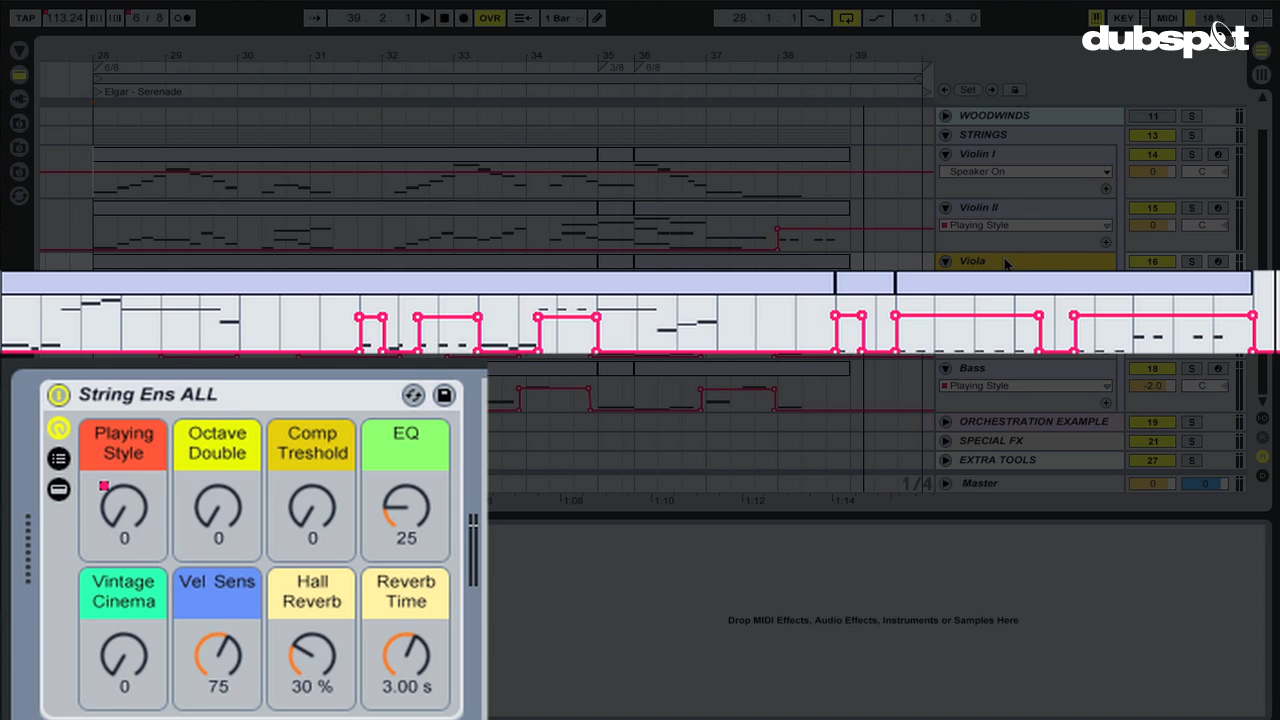 TAP 113.24 6 / 8 39 . 2 . 1 OVR 1 Bar 28 . 1 . 1 11 . 3 . 0 KEY MIDI 18 % D
dubspot
28 29 30 31 32 33 34 35 36 37 38 39
6/8 3/8 6/8
Elgar - Serenade
Set
WOODWINDS 11 S
STRINGS 13 S
Violin I 14 S
Speaker On 0 C
Violin II 15 S
Playing Style 0 C
Viola 16 S
Bass 18 S
Playing Style -2.0 C
ORCHESTRATION EXAMPLE 19 S
SPECIAL FX 21 S
EXTRA TOOLS 27 S
1/4 Master 0 0
1:08 1:10 1:12 1:14
String Ens ALL
Playing Style
Octave Double
Comp Treshold
EQ
0 0 0 25
Vintage Cinema
Vel Sens
Hall Reverb
Reverb Time
0 75 30 % 3.00 s
Drop MIDI Effects, Audio Effects, Instruments or Samples Here